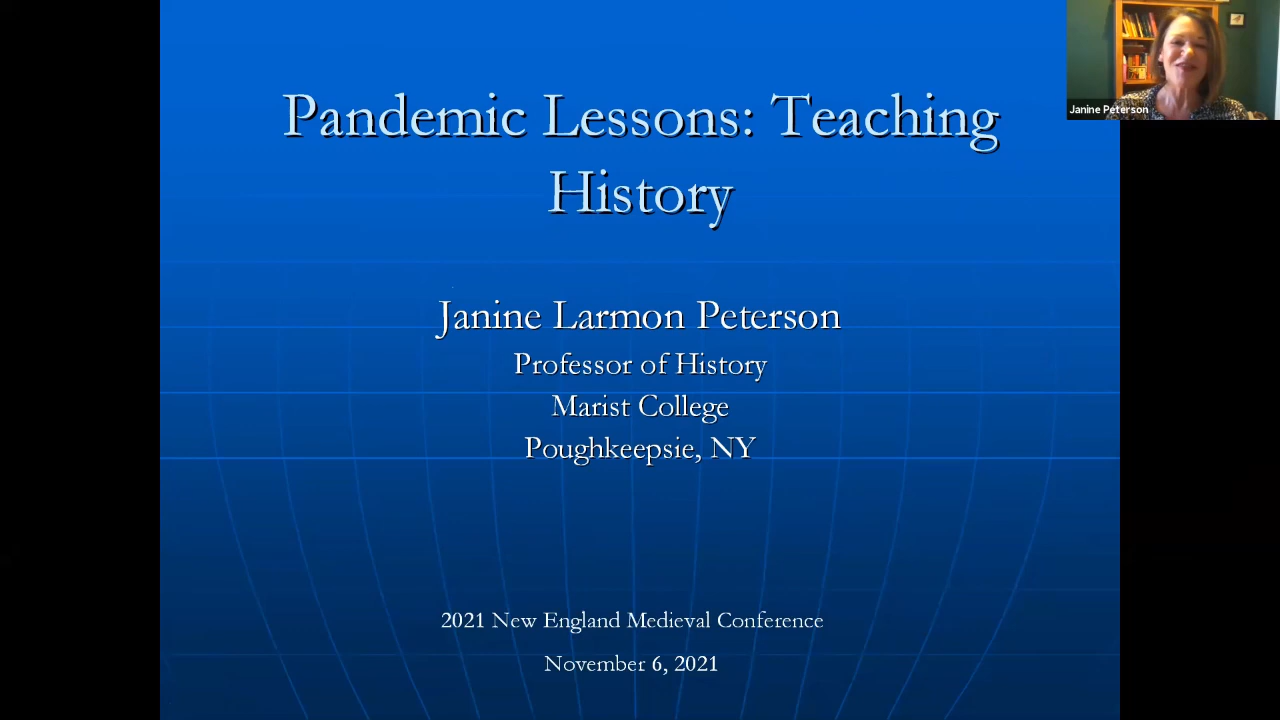 Pandemic Lessons: Teaching
History
Janine Larmon Peterson
Professor of History
Marist College
Poughkeepsie, NY
2021 New England Medieval Conference
November 6, 2021
Janine Peterson